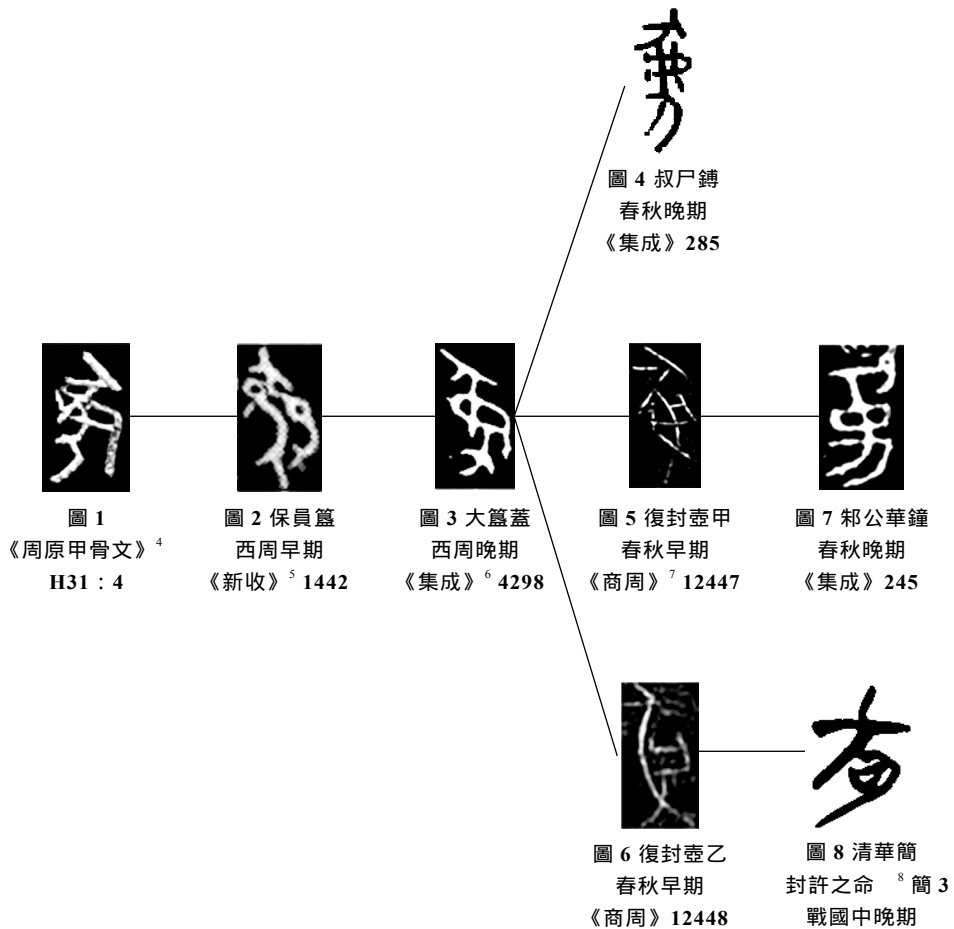 圖 4 叔尸鎛
春秋晚期
《集成》285
圖 1
《周原甲骨文》4
H31：4
圖 2 保員簋
西周早期
《新收》5 1442
圖 3 大簋蓋
西周晚期
《集成》6 4298
圖 5 復封壺甲
春秋早期
《商周》7 12447
圖 7 邾公華鐘
春秋晚期
《集成》245
圖 6 復封壺乙
春秋早期
《商周》12448
圖 8 清華簡
封許之命 8 簡 3
戰國中晚期